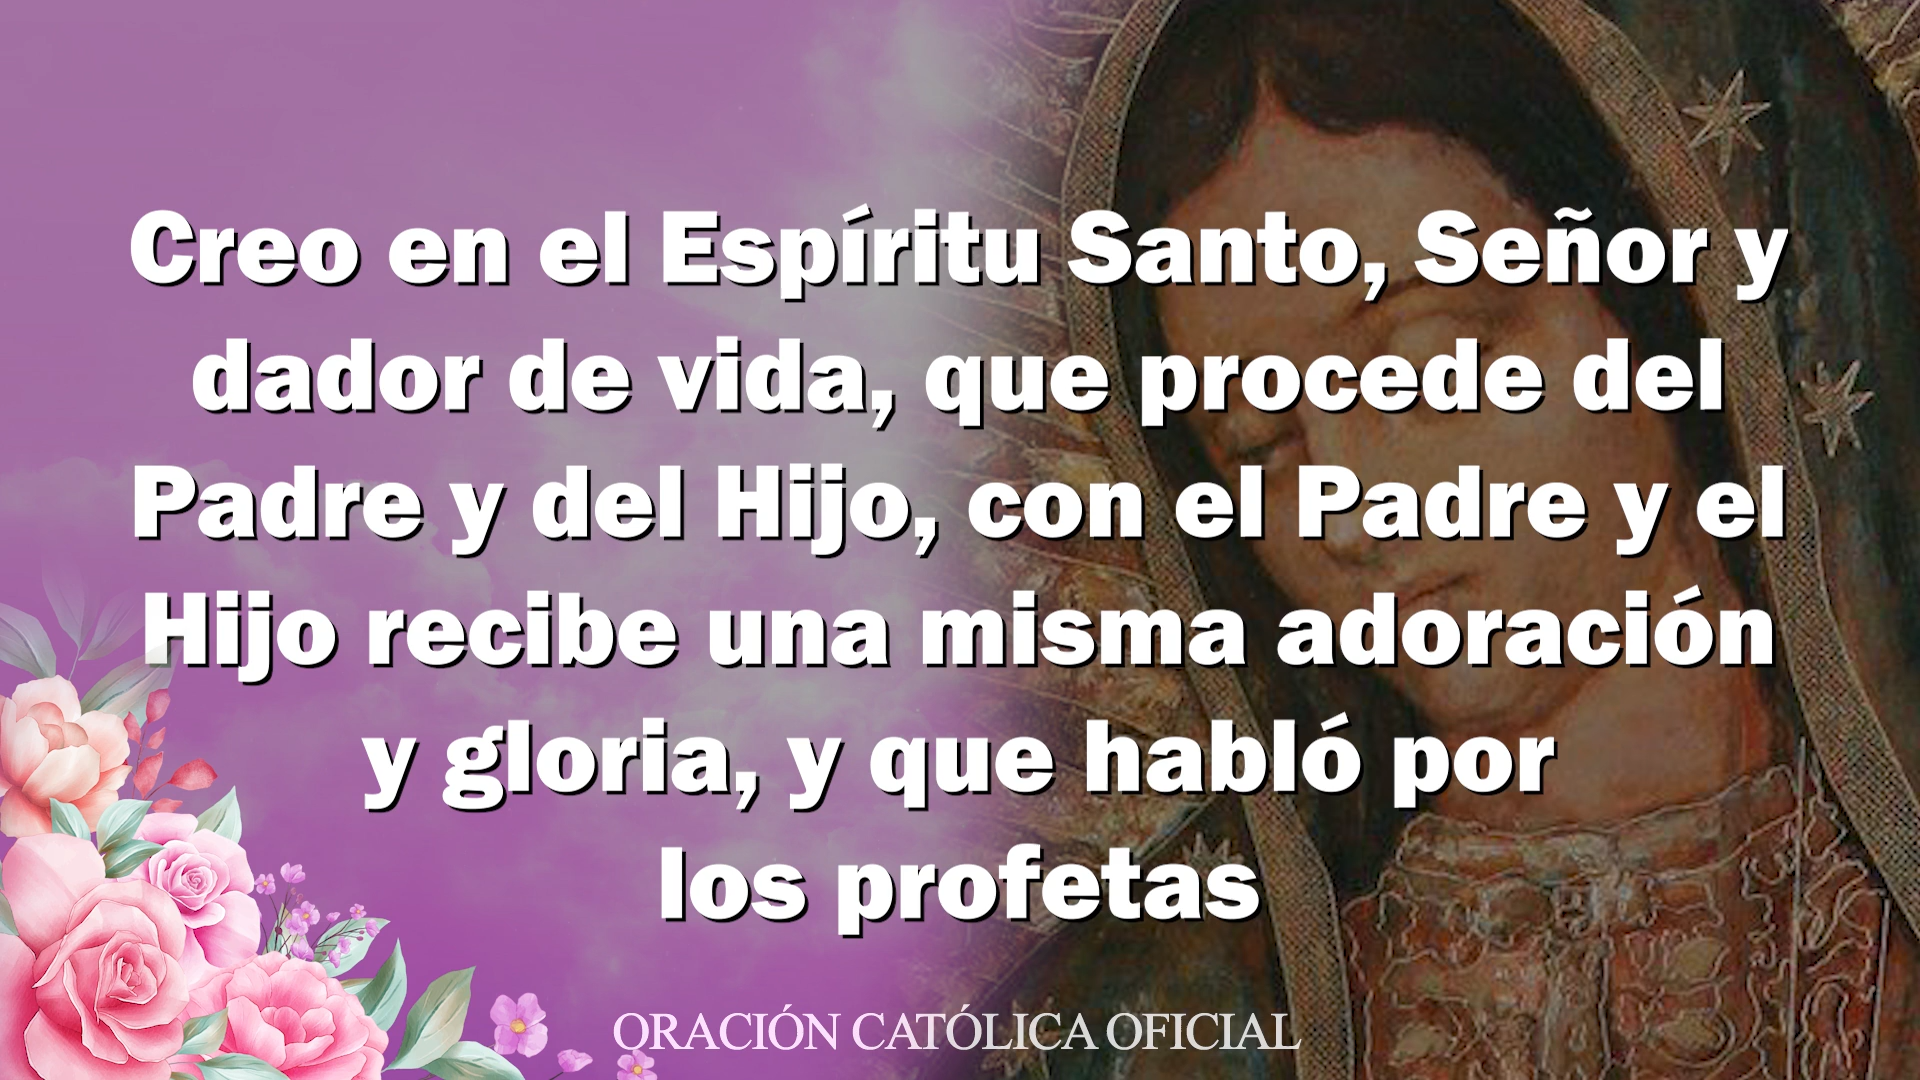 Creo en el Espíritu Santo, Señor y
dador de vida, que procede del
Padre y del Hijo, con el Padre y el
Hijo recibe una misma adoración
y gloria, y que habló por
los profetas
ORACIÓN CATÓLICA OFICIAL